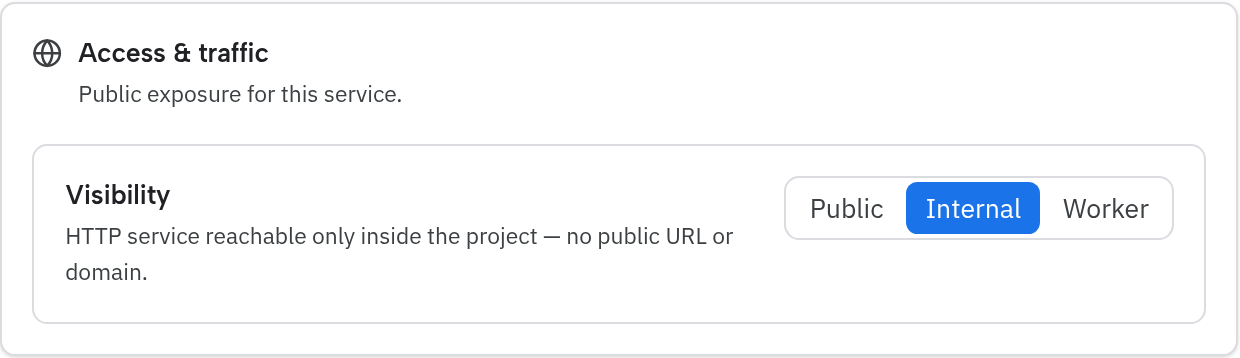 Access & traffic
Public exposure for this service.
Visibility
HTTP service reachable only inside the project — no public URL or
domain.
Public Internal Worker